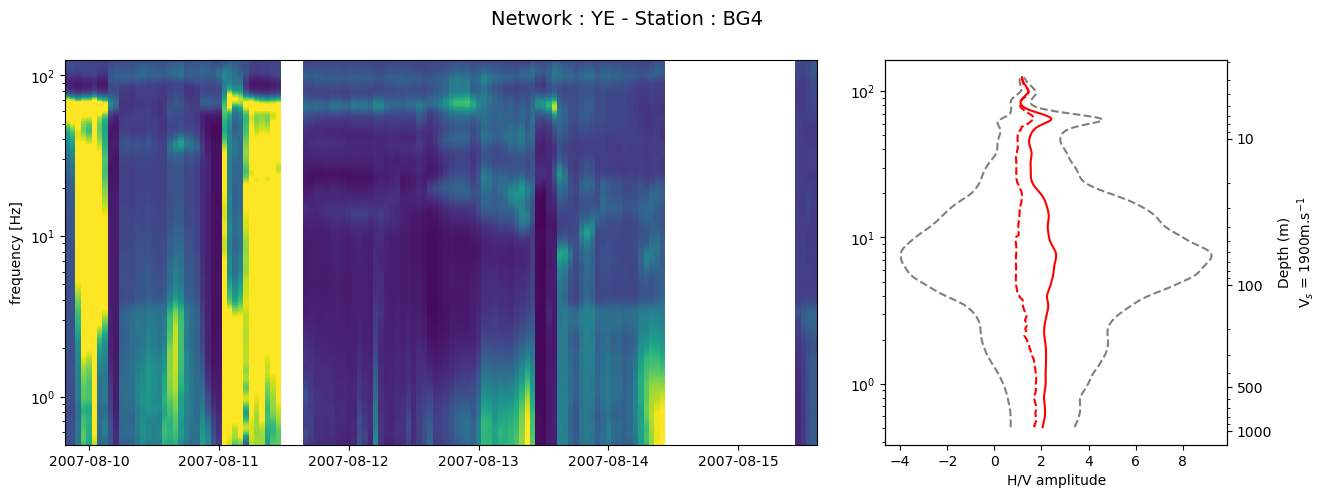 Network : YE - Station : BG4
frequency [Hz]
10²
10¹
10⁰
2007-08-10 2007-08-11 2007-08-12 2007-08-13 2007-08-14 2007-08-15
10²
10¹
10⁰
−4 −2 0 2 4 6 8
H/V amplitude
10
100
500
1000
Depth (m)
Vₛ = 1900m.s⁻¹